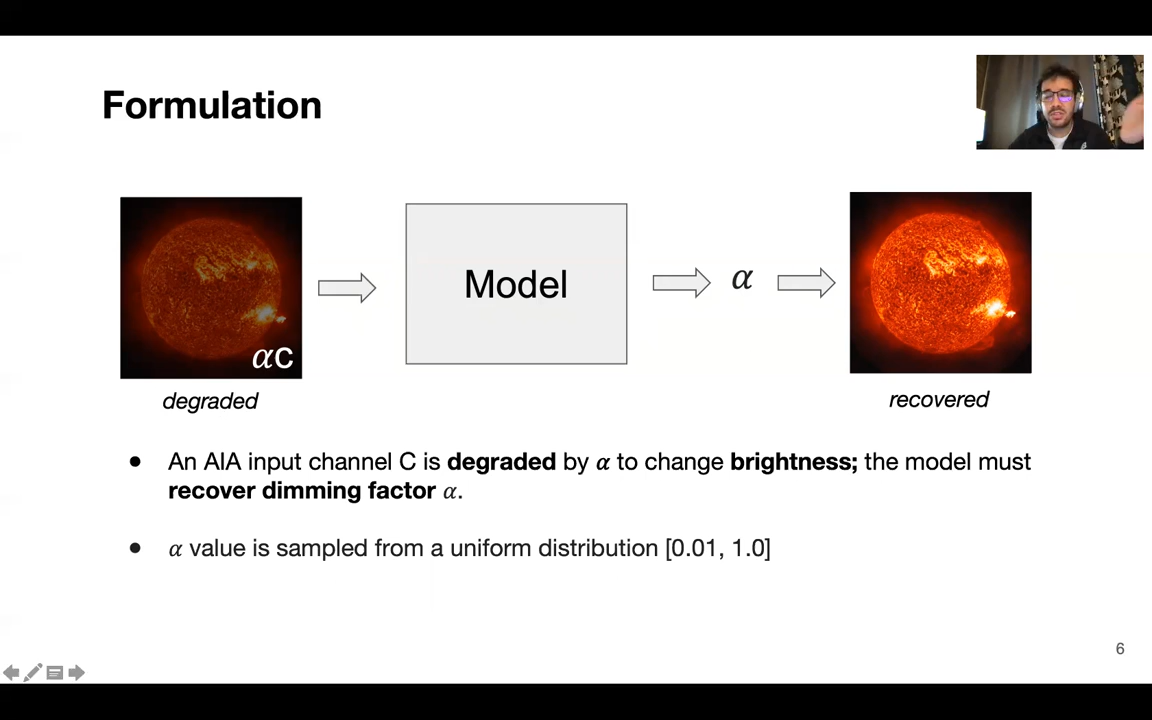 Formulation
Model
α
αC
degraded
recovered
● An AIA input channel C is degraded by α to change brightness; the model must
recover dimming factor α.
● α value is sampled from a uniform distribution [0.01, 1.0]
6